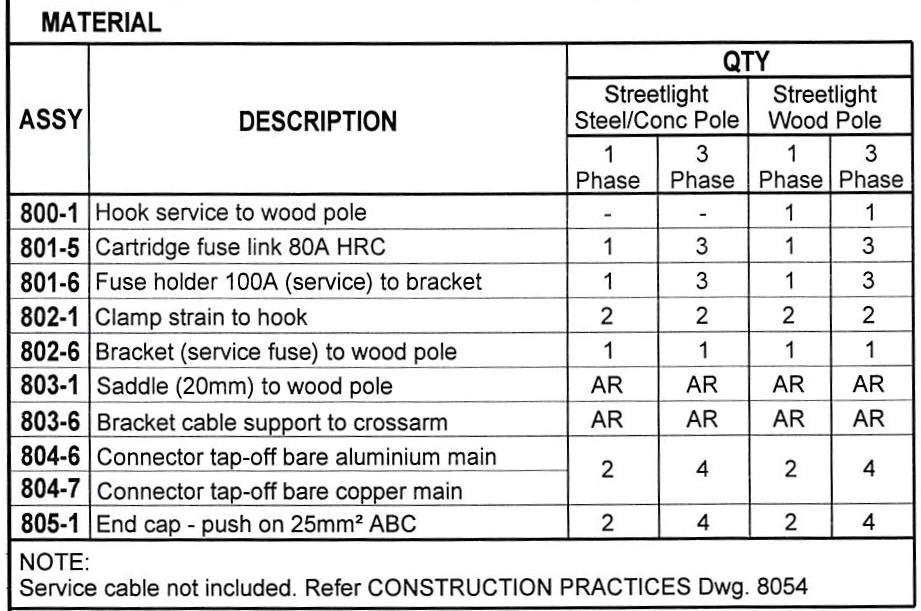 MATERIAL
ASSY DESCRIPTION QTY
Streetlight Steel/Conc Pole Streetlight Wood Pole
1 Phase 3 Phase 1 Phase 3 Phase
800-1 Hook service to wood pole - - 1 1
801-5 Cartridge fuse link 80A HRC 1 3 1 3
801-6 Fuse holder 100A (service) to bracket 1 3 1 3
802-1 Clamp strain to hook 2 2 2 2
802-6 Bracket (service fuse) to wood pole 1 1 1 1
803-1 Saddle (20mm) to wood pole AR AR AR AR
803-6 Bracket cable support to crossarm AR AR AR AR
804-6 Connector tap-off bare aluminium main 2 4 2 4
804-7 Connector tap-off bare copper main
805-1 End cap - push on 25mm² ABC 2 4 2 4
NOTE:
Service cable not included. Refer CONSTRUCTION PRACTICES Dwg. 8054